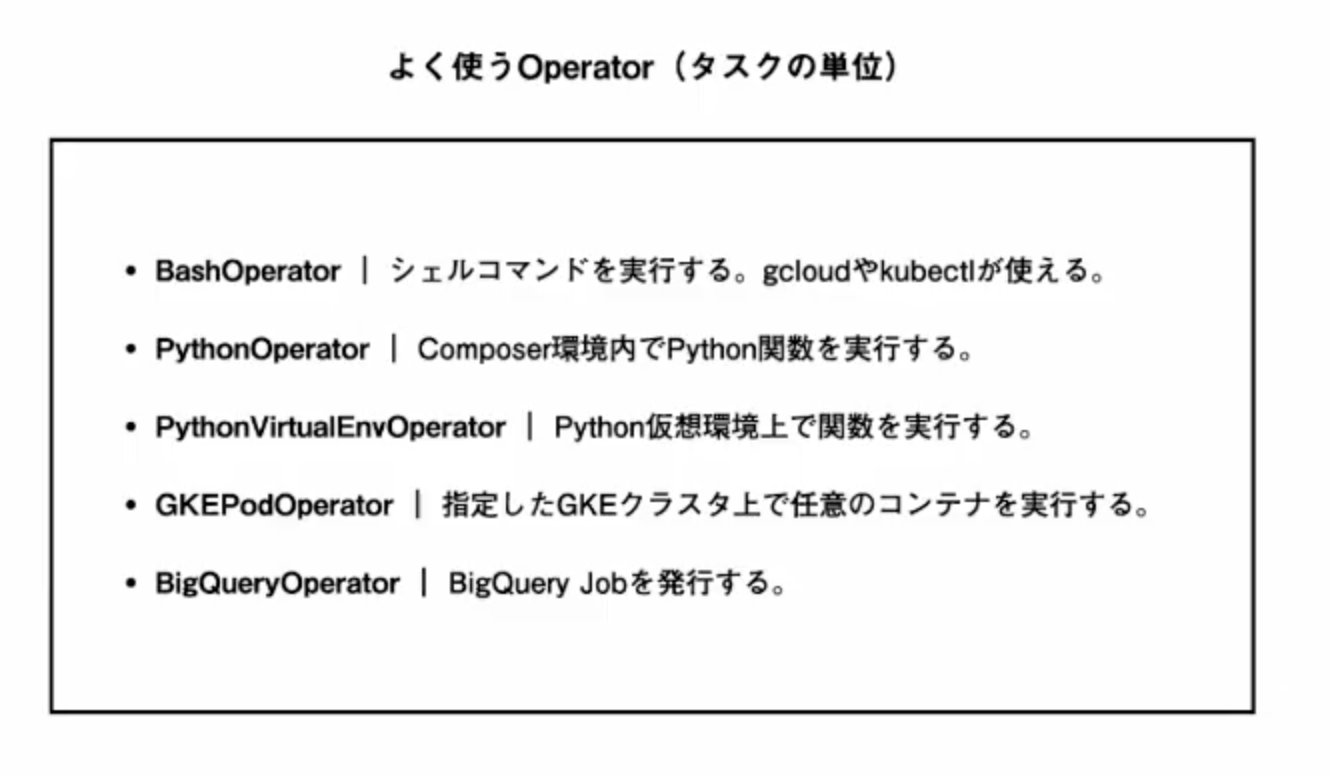 よく使うOperator（タスクの単位）
• BashOperator ｜ シェルコマンドを実行する。gcloudやkubectlが使える。
• PythonOperator ｜ Composer環境内でPython関数を実行する。
• PythonVirtualEnvOperator ｜ Python仮想環境上で関数を実行する。
• GKEPodOperator ｜ 指定したGKEクラスタ上で任意のコンテナを実行する。
• BigQueryOperator ｜ BigQuery Jobを発行する。